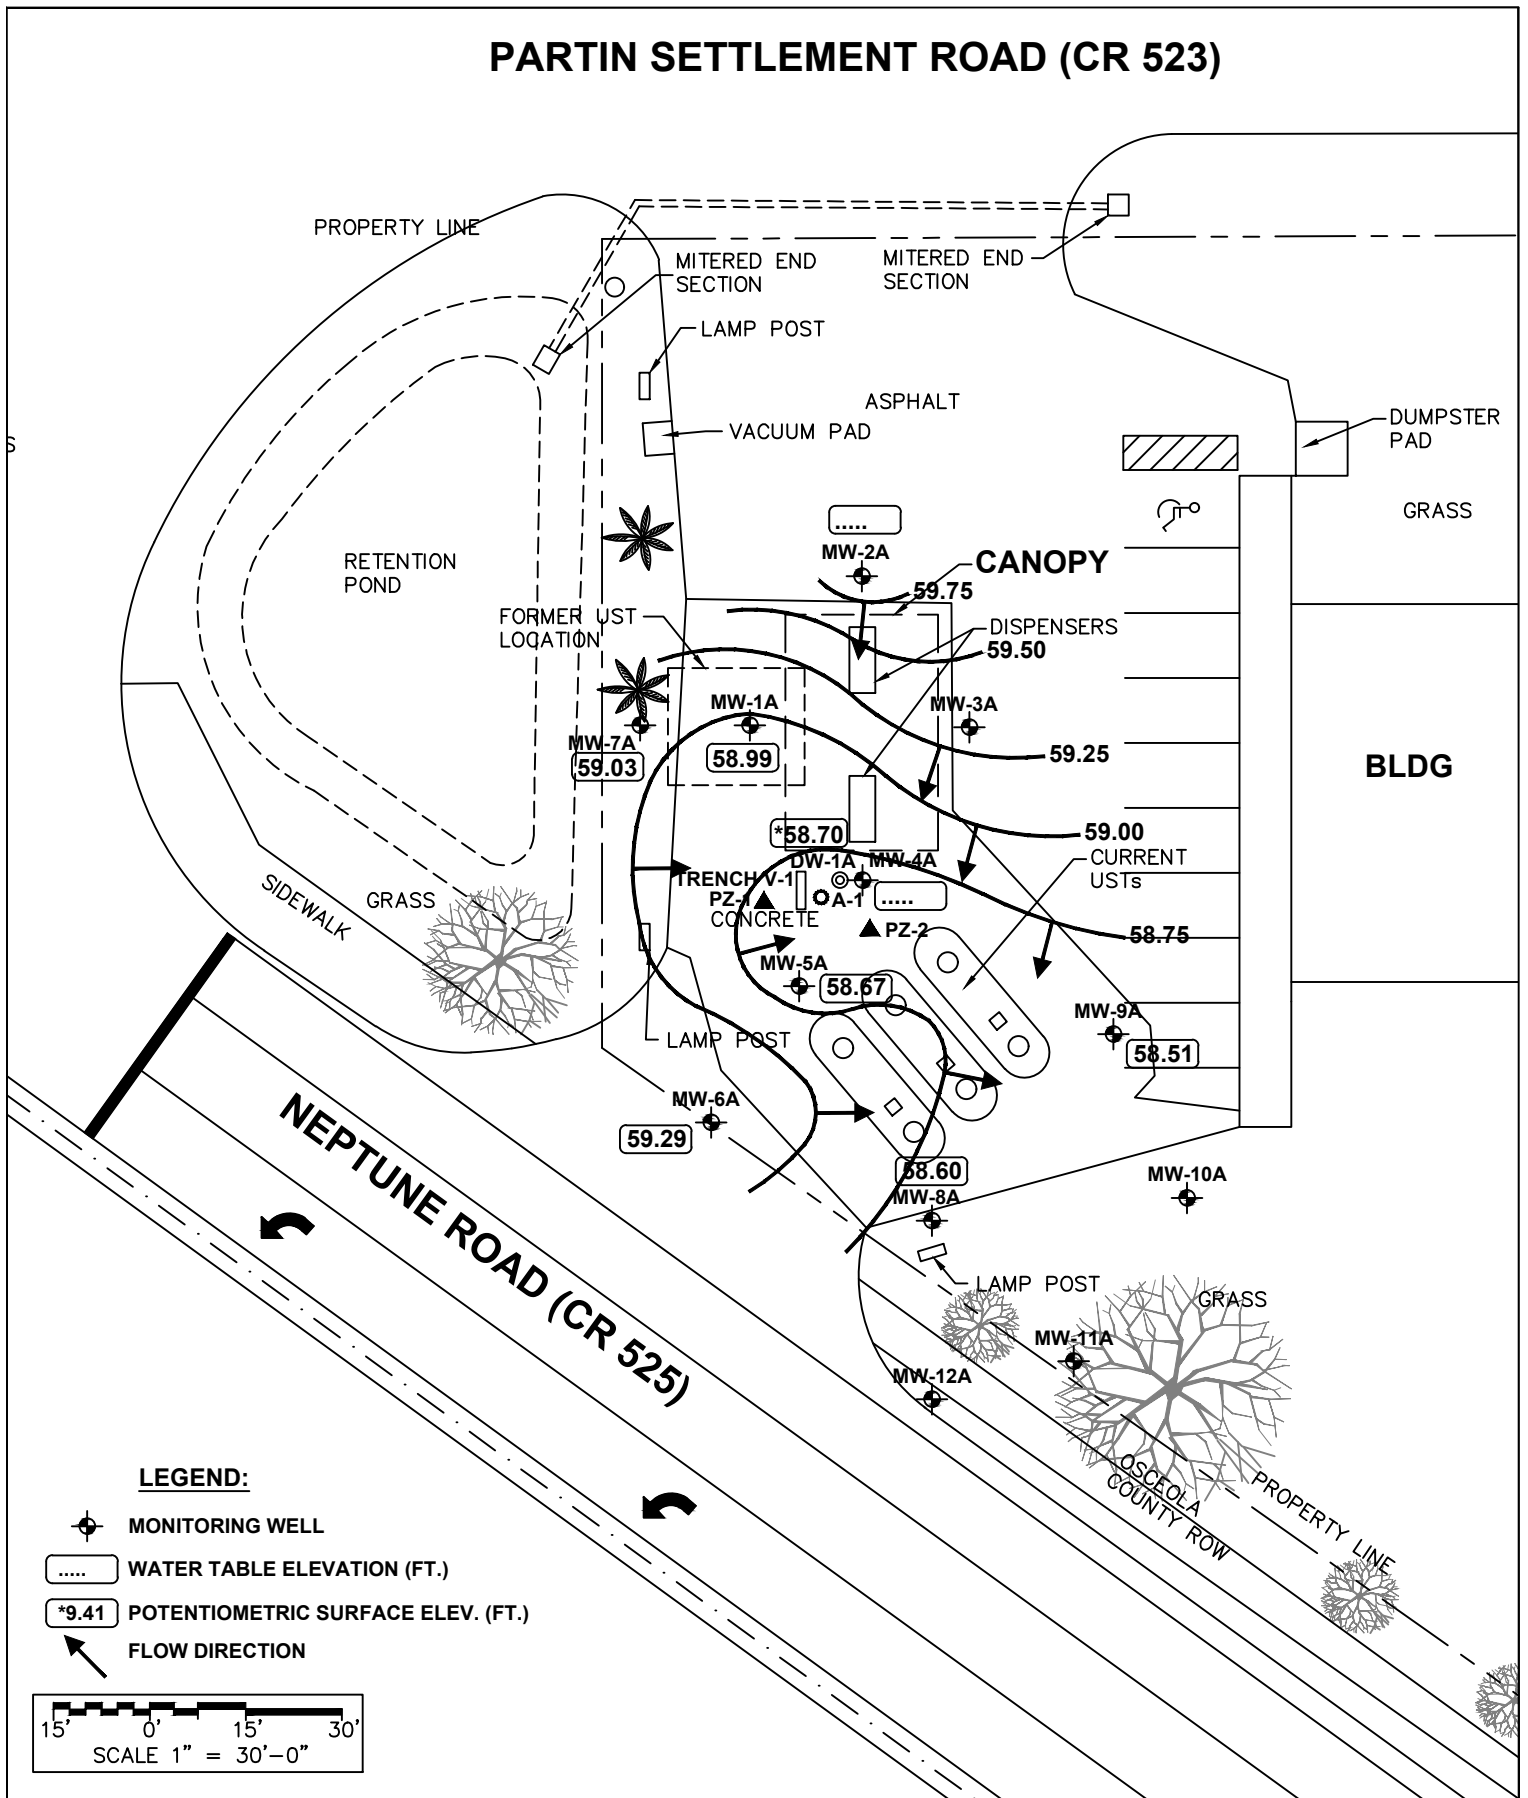 PARTIN SETTLEMENT ROAD (CR 523)
PROPERTY LINE
MITERED END
SECTION
MITERED END
SECTION
LAMP POST
ASPHALT
VACUUM PAD
DUMPSTER
PAD
S
GRASS
.....
MW-2A
CANOPY
59.75
RETENTION
POND
FORMER UST
LOCATION
DISPENSERS
59.50
MW-1A
MW-3A
MW-7A
59.03
58.99
59.25
BLDG
*58.70
59.00
DW-1A
MW-4A
CURRENT
USTs
TRENCH V-1
PZ-1
A-1
.....
CONCRETE
PZ-2
SIDEWALK
GRASS
58.75
MW-5A
58.67
MW-9A
58.51
LAMP POST
MW-6A
59.29
58.60
MW-8A
MW-10A
NEPTUNE ROAD (CR 525)
LAMP POST
GRASS
MW-11A
MW-12A
OSCEOLA
COUNTY ROW
PROPERTY LINE
LEGEND:
MONITORING WELL
..... WATER TABLE ELEVATION (FT.)
*9.41 POTENTIOMETRIC SURFACE ELEV. (FT.)
FLOW DIRECTION
15' 0' 15' 30'
SCALE 1" = 30'-0"